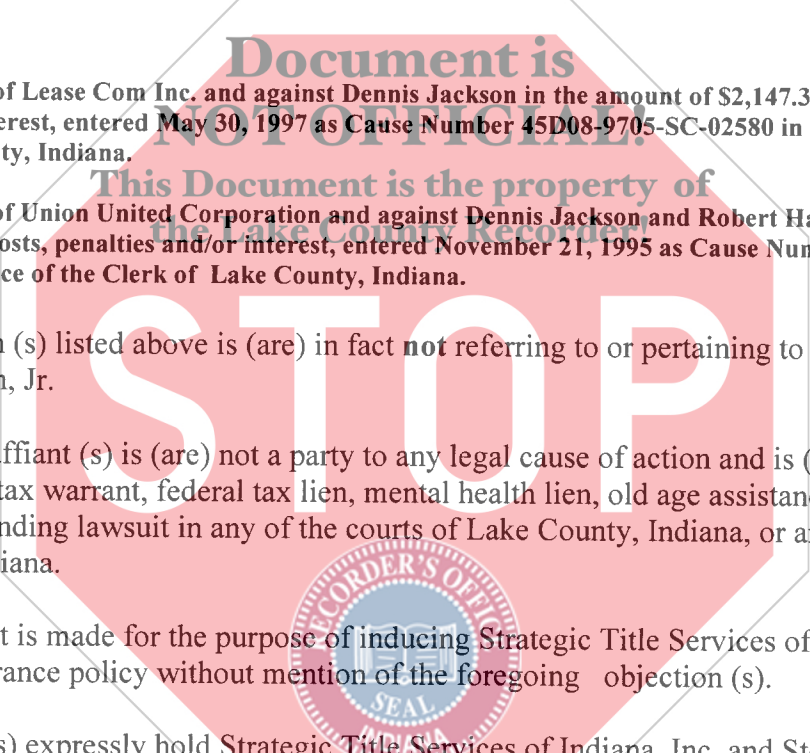 Document is
of Lease Com Inc. and against Dennis Jackson in the amount of $2,147.3
NOT OFFICIAL!
erest, entered May 30, 1997 as Cause Number 45D08-9705-SC-02580 in
ty, Indiana.
This Document is the property of
of Union United Corporation and against Dennis Jackson and Robert Ha
the Lake County Recorder!
osts, penalties and/or interest, entered November 21, 1995 as Cause Num
ce of the Clerk of Lake County, Indiana.
STOP
n (s) listed above is (are) in fact not referring to or pertaining to
n, Jr.
ffiant (s) is (are) not a party to any legal cause of action and is (
tax warrant, federal tax lien, mental health lien, old age assistan
nding lawsuit in any of the courts of Lake County, Indiana, or a
iana.
RECORDER'S OFFIC
t is made for the purpose of inducing Strategic Title Services of
rance policy without mention of the foregoing objection (s).
SEAL
INDIANA
s) expressly hold Strategic Title Services of Indiana, Inc. and St